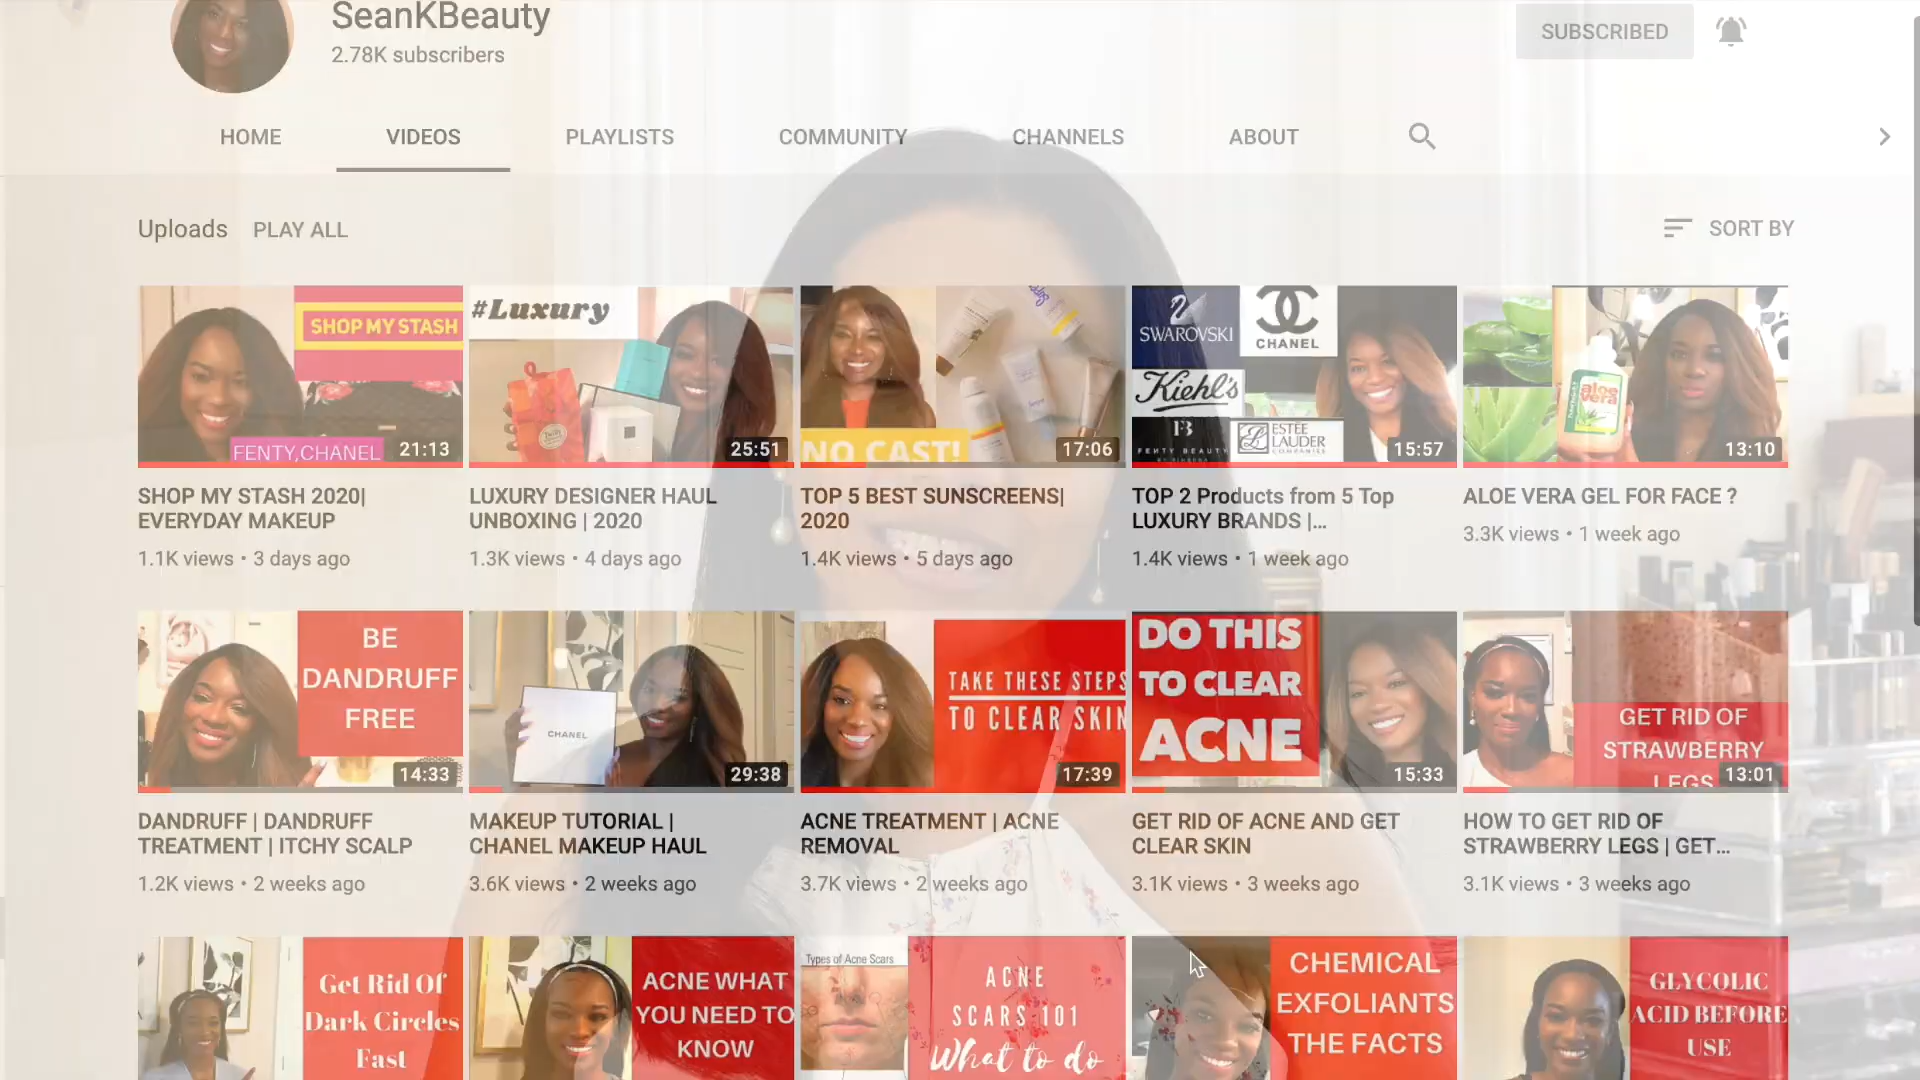 SeanKBeauty
2.78K subscribers
SUBSCRIBED
HOME VIDEOS PLAYLISTS COMMUNITY CHANNELS ABOUT
Uploads PLAY ALL
SORT BY
SHOP MY STASH
FENTY,CHANEL
21:13
#Luxury
25:51
NO CAST!
17:06
SWAROVSKI
CHANEL
Kiehl's
FENTY BEAUTY
ESTĒE
LAUDER
COMPANIES
15:57
aloe
vera
13:10
SHOP MY STASH 2020|
EVERYDAY MAKEUP
1.1K views • 3 days ago
LUXURY DESIGNER HAUL
UNBOXING | 2020
1.3K views • 4 days ago
TOP 5 BEST SUNSCREENS|
2020
1.4K views • 5 days ago
TOP 2 Products from 5 Top
LUXURY BRANDS |...
1.4K views • 1 week ago
ALOE VERA GEL FOR FACE ?
3.3K views • 1 week ago
BE
DANDRUFF
FREE
14:33
CHANEL
29:38
TAKE THESE STEPS
TO CLEAR SKIN
17:39
DO THIS
TO CLEAR
ACNE
15:33
GET RID OF
STRAWBERRY
LEGS
13:01
DANDRUFF | DANDRUFF
TREATMENT | ITCHY SCALP
1.2K views • 2 weeks ago
MAKEUP TUTORIAL |
CHANEL MAKEUP HAUL
3.6K views • 2 weeks ago
ACNE TREATMENT | ACNE
REMOVAL
3.7K views • 2 weeks ago
GET RID OF ACNE AND GET
CLEAR SKIN
3.1K views • 3 weeks ago
HOW TO GET RID OF
STRAWBERRY LEGS | GET...
3.1K views • 3 weeks ago
Get Rid Of
Dark Circles
Fast
ACNE WHAT
YOU NEED TO
KNOW
Types of Acne Scars
ACNE
SCARS 101
What to do
CHEMICAL
EXFOLIANTS
THE FACTS
GLYCOLIC
ACID BEFORE
USE